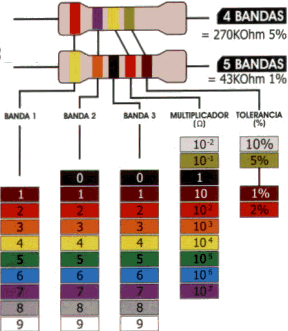 4 BANDAS
= 270KOhm 5%
5 BANDAS
= 43KOhm 1%
BANDA 1 BANDA 2 BANDA 3 MULTIPLICADOR TOLERANCIA
(Ω) (%)
10⁻² 10%
10⁻¹ 5%
0 0 1
1 1 1 10 1%
2 2 2 10² 2%
3 3 3 10³
4 4 4 10⁴
5 5 5 10⁵
6 6 6 10⁶
7 7 7
8 8 8
9 9 9